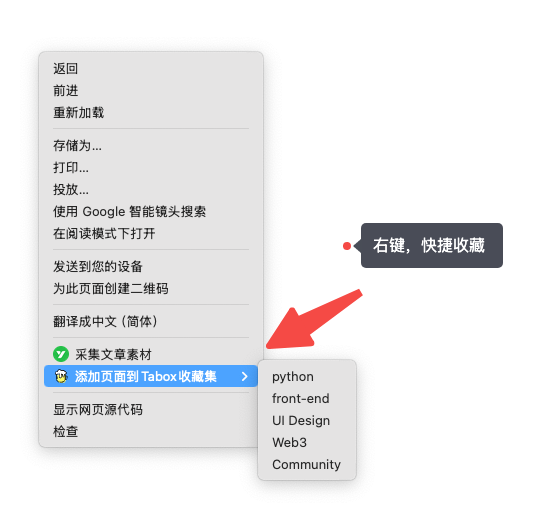 返回
前进
重新加载
存储为...
打印...
投放...
使用 Google 智能镜头搜索
在阅读模式下打开
发送到您的设备
为此页面创建二维码
翻译成中文 (简体)
采集文章素材
添加页面到 Tabox 收藏集
显示网页源代码
检查
python
front-end
UI Design
Web3
Community
右键，快捷收藏